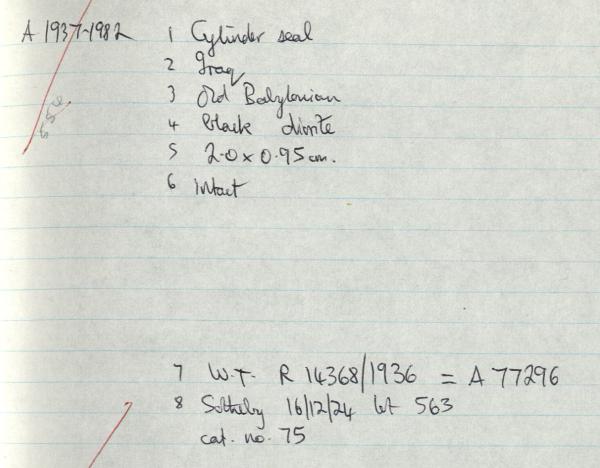 A 1937-1982 1 Cylinder seal
2 Iraq
3 Old Babylonian
4 black diorite
5 2.0 x 0.95 cm.
6 intact
7 W.T. R 14368/1936 = A 77296
8 Sotheby 16/12/24 lot 563
cat. no. 75